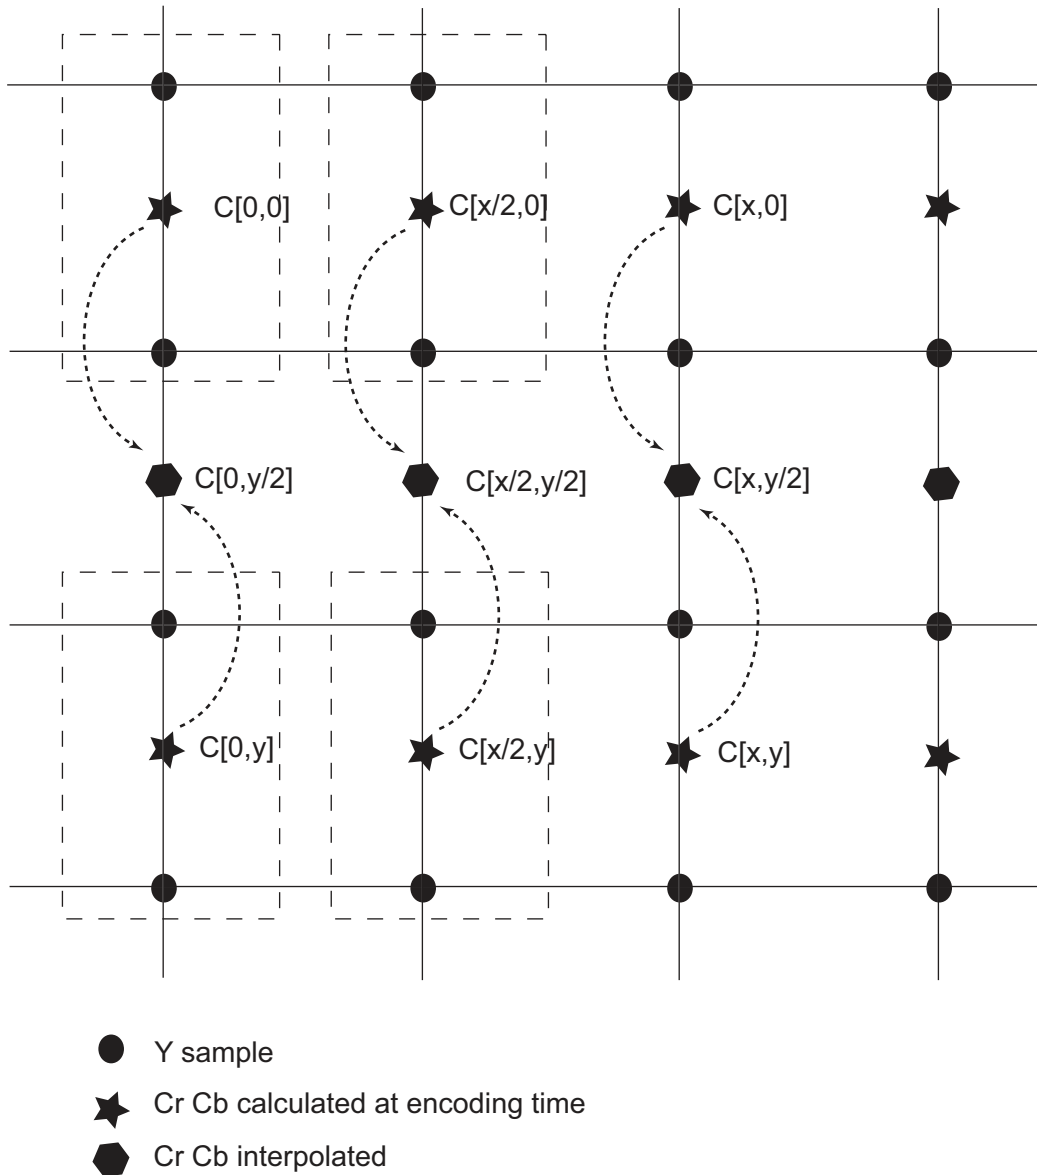 C[0,0]
C[x/2,0]
C[x,0]
C[0,y/2]
C[x/2,y/2]
C[x,y/2]
C[0,y]
C[x/2,y]
C[x,y]
Y sample
Cr Cb calculated at encoding time
Cr Cb interpolated